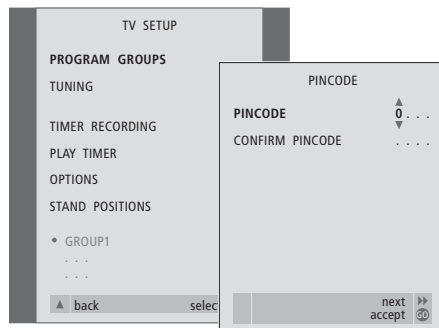 TV SETUP
PROGRAM GROUPS
TUNING
TIMER RECORDING
PLAY TIMER
OPTIONS
STAND POSITIONS
• GROUP1
. . .
. . .
back selec
PINCODE
PINCODE 0 . . .
CONFIRM PINCODE . . . .
next
accept GO